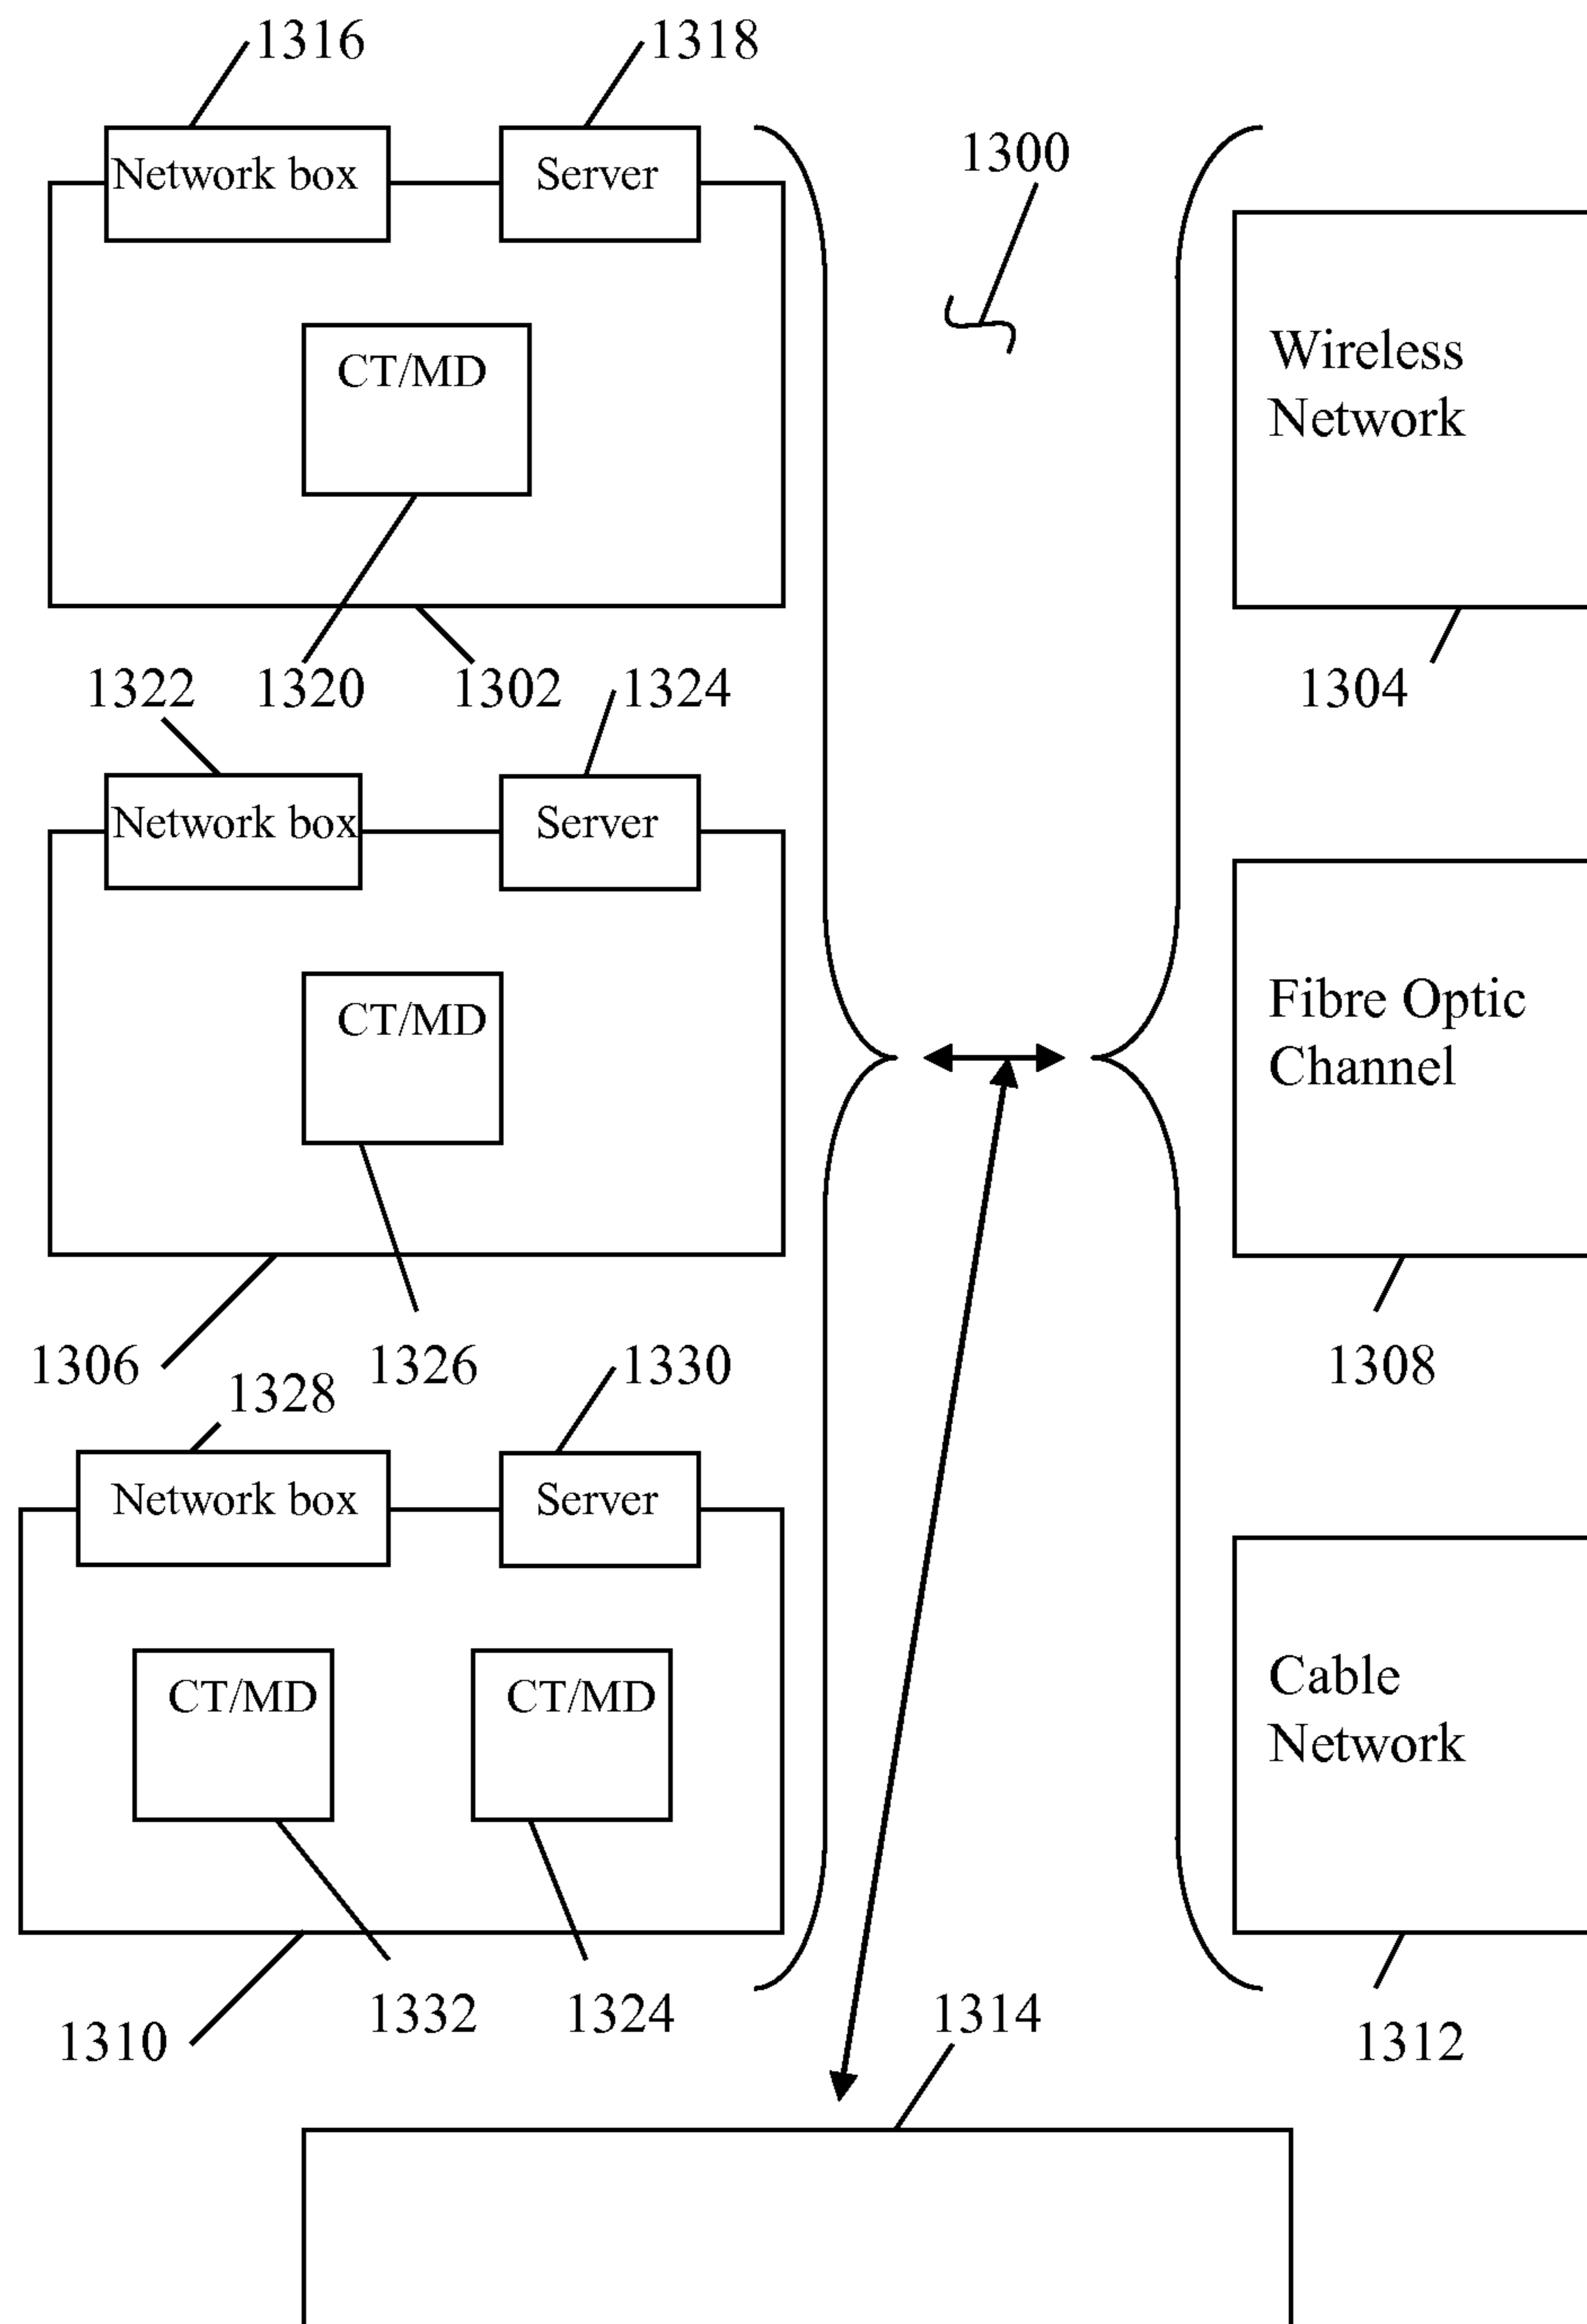 1316
1318
1300
Network box
Server
CT/MD
Wireless
Network
1322
1320
1302
1324
1304
Network box
Server
CT/MD
Fibre Optic
Channel
1306
1326
1330
1308
1328
Network box
Server
CT/MD
CT/MD
Cable
Network
1310
1332
1324
1314
1312